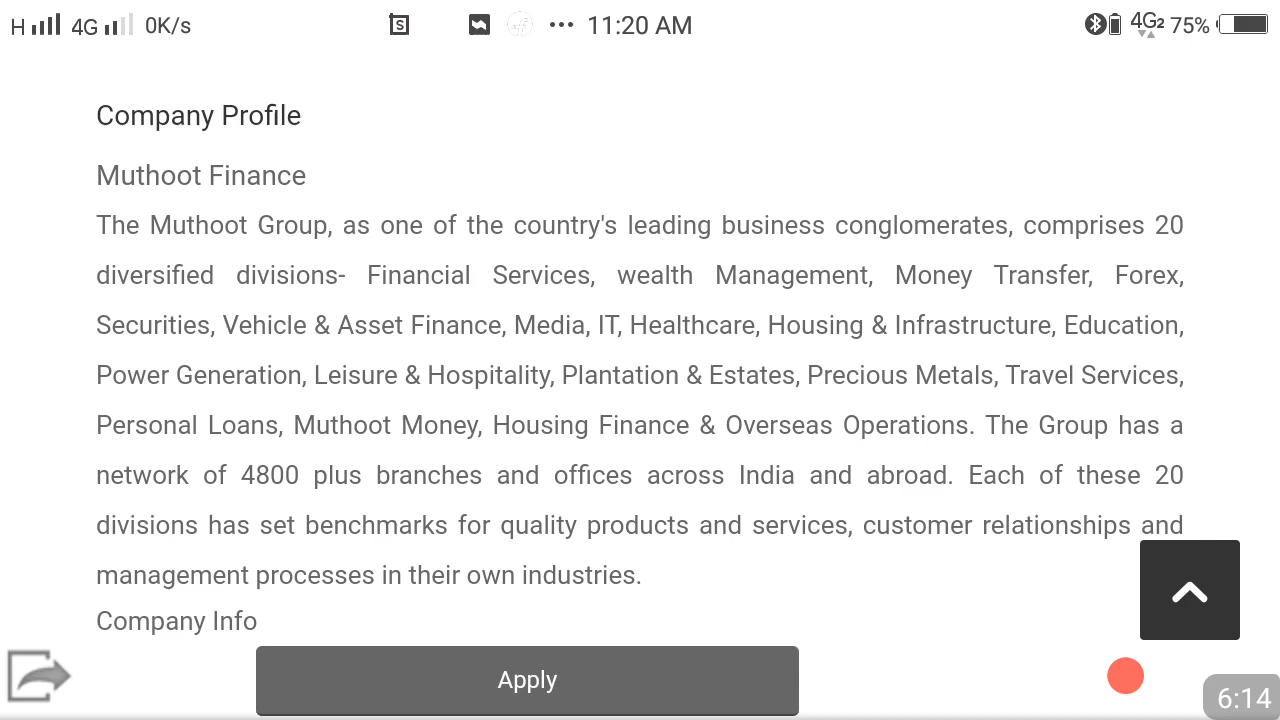 H 4G 0K/s S ••• 11:20 AM 4G2 75%
Company Profile
Muthoot Finance
The Muthoot Group, as one of the country's leading business conglomerates, comprises 20
diversified divisions- Financial Services, wealth Management, Money Transfer, Forex,
Securities, Vehicle & Asset Finance, Media, IT, Healthcare, Housing & Infrastructure, Education,
Power Generation, Leisure & Hospitality, Plantation & Estates, Precious Metals, Travel Services,
Personal Loans, Muthoot Money, Housing Finance & Overseas Operations. The Group has a
network of 4800 plus branches and offices across India and abroad. Each of these 20
divisions has set benchmarks for quality products and services, customer relationships and
management processes in their own industries.
Company Info
Apply
6:14